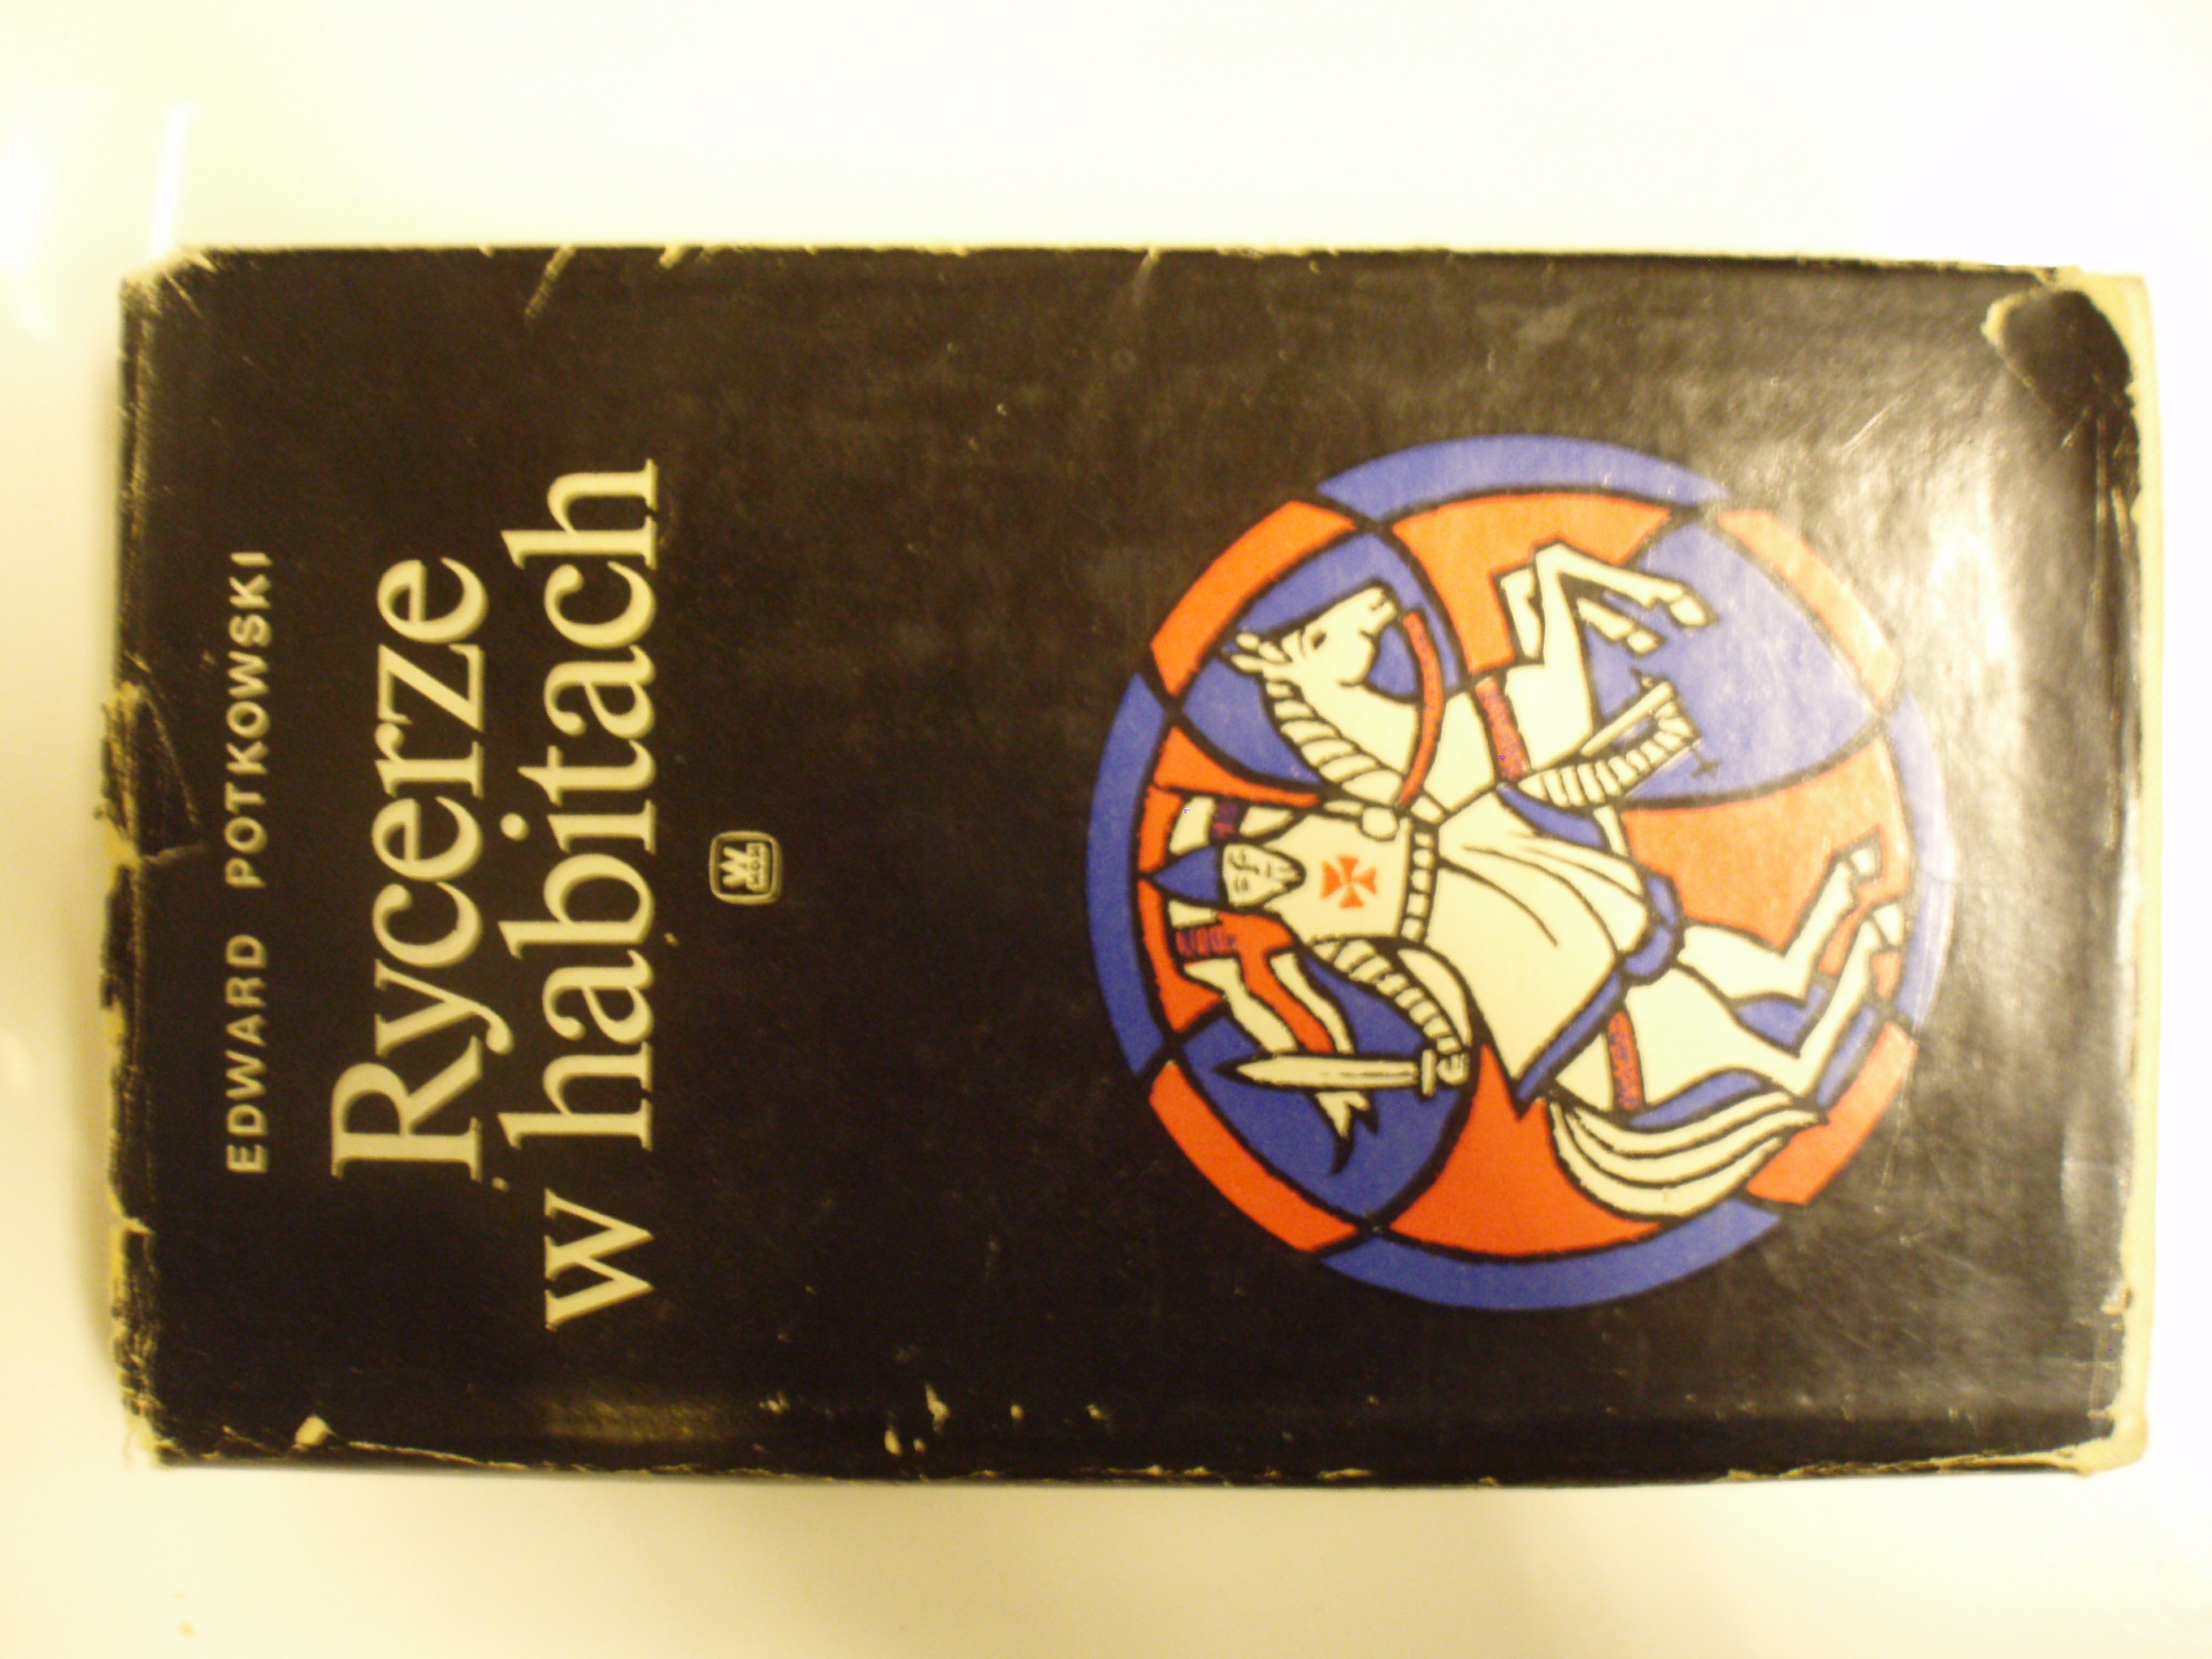 EDWARD POTKOWSKI
Rycerze
w habitach